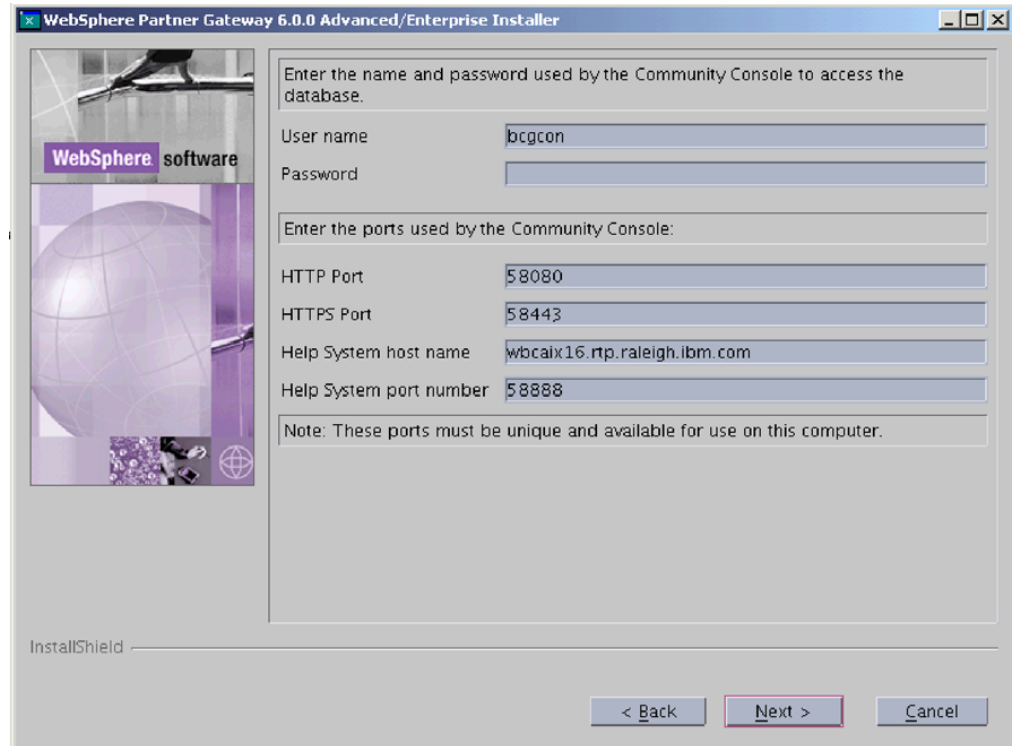 WebSphere Partner Gateway 6.0.0 Advanced/Enterprise Installer
WebSphere software
Enter the name and password used by the Community Console to access the
database.
User name bcgcon
Password
Enter the ports used by the Community Console:
HTTP Port 58080
HTTPS Port 58443
Help System host name wbcaix16.rtp.raleigh.ibm.com
Help System port number 58888
Note: These ports must be unique and available for use on this computer.
InstallShield
< Back Next > Cancel